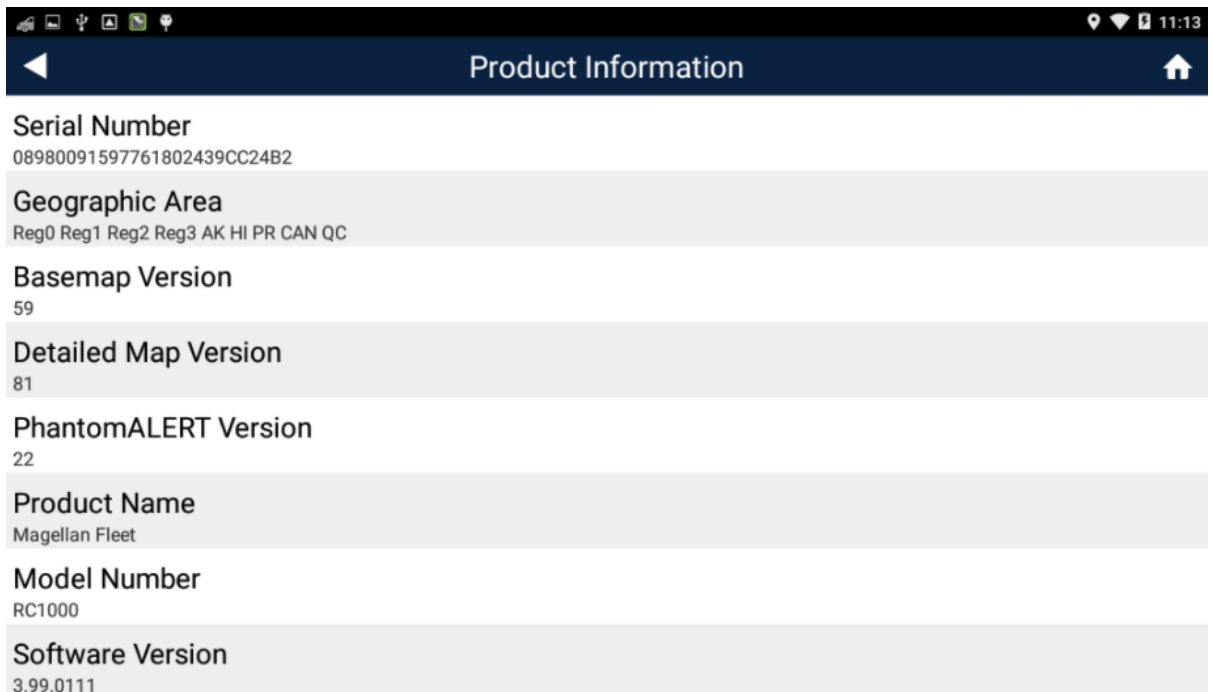 11:13
Product Information
Serial Number
08980091597761802439CC24B2
Geographic Area
Reg0 Reg1 Reg2 Reg3 AK HI PR CAN QC
Basemap Version
59
Detailed Map Version
81
PhantomALERT Version
22
Product Name
Magellan Fleet
Model Number
RC1000
Software Version
3.99.0111